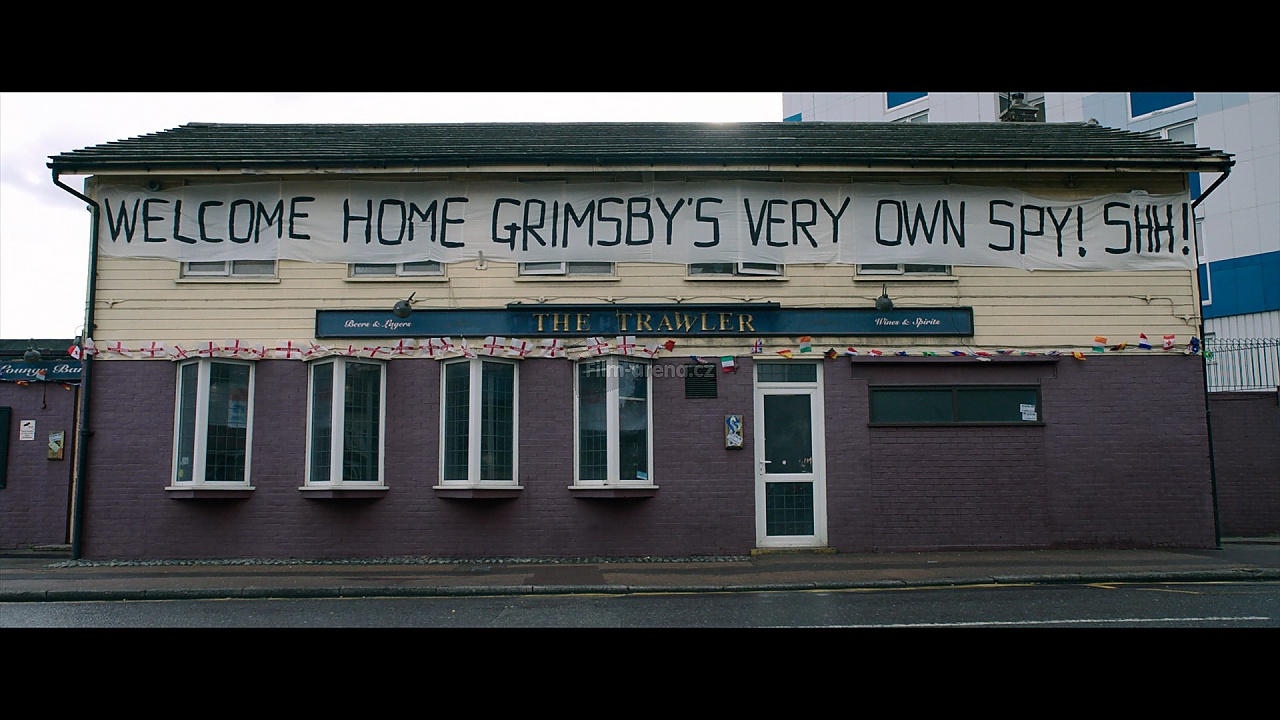 WELCOME HOME GRIMSBY'S VERY OWN SPY! SHH!
Beers & Lagers
THE TRAWLER
Wines & Spirits
Lounge Bar
Film-arena.cz